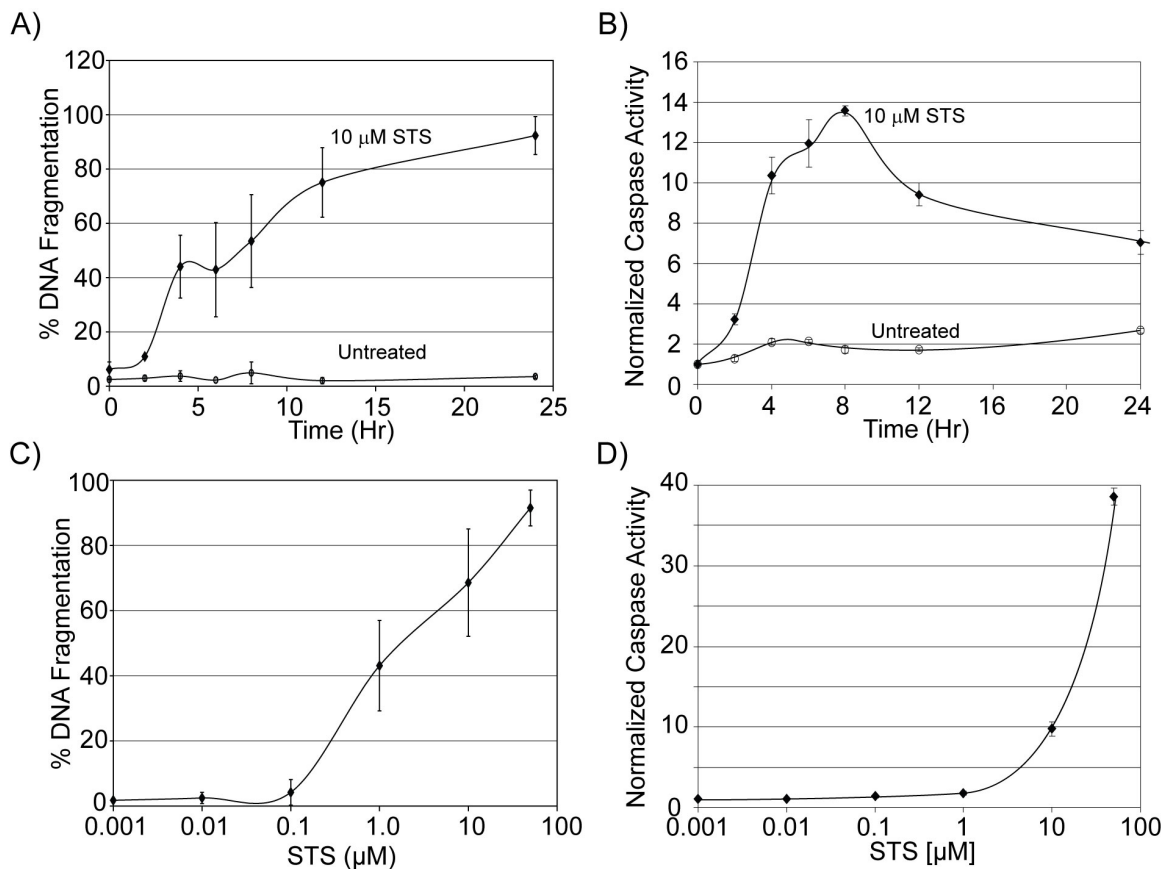 A)
120
100
80
60
40
20
0
% DNA Fragmentation
10 μM STS
Untreated
0 5 10 15 20 25
Time (Hr)
B)
16
14
12
10
8
6
4
2
0
Normalized Caspase Activity
10 μM STS
Untreated
0 4 8 12 16 20 24
Time (Hr)
C)
100
80
60
40
20
0
% DNA Fragmentation
0.001 0.01 0.1 1.0 10 100
STS (μM)
D)
40
30
20
10
0
Normalized Caspase Activity
0.001 0.01 0.1 1 10 100
STS [μM]